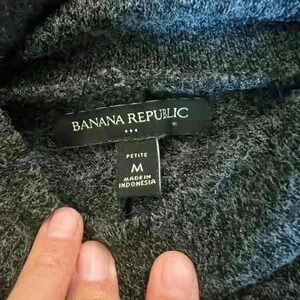 BANANA REPUBLIC
PETITE
M
MADE IN
INDONESIA